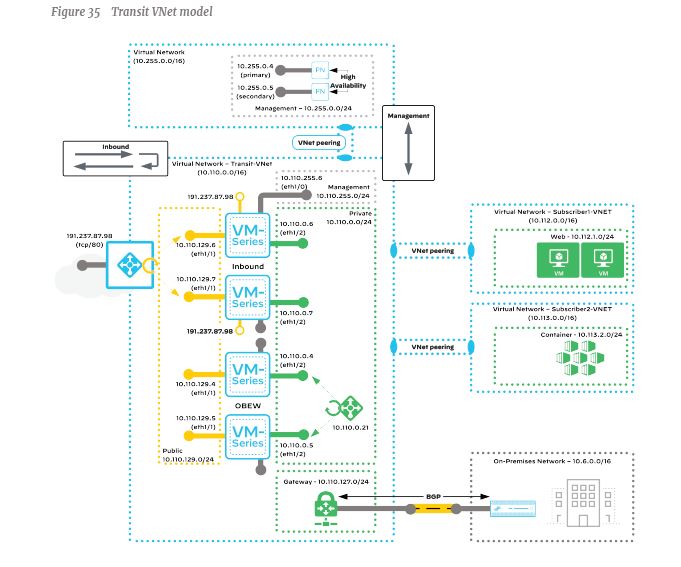 Figure 35 Transit VNet model
Virtual Network
(10.255.0.0/16)
10.255.0.4
(primary)
PN
High
Availability
10.255.0.5
(secondary)
PN
Management – 10.255.0.0/24
Management
Inbound
VNet peering
Virtual Network – Transit-VNet
(10.110.0.0/16)
10.110.255.6
(eth1/0)
Management
10.110.255.0/24
191.237.87.98
Private
10.110.0.0/24
191.237.87.98
(tcp/80)
10.110.129.6
(eth1/1)
VM-
Series
10.110.0.6
(eth1/2)
Inbound
10.110.129.7
(eth1/1)
VM-
Series
10.110.0.7
(eth1/2)
191.237.87.98
VNet peering
Virtual Network – Subscriber1-VNET
(10.112.0.0/16)
Web - 10.112.1.0/24
VM
VM
VNet peering
Virtual Network – Subscriber2-VNET
(10.113.0.0/16)
Container - 10.113.2.0/24
10.110.129.4
(eth1/1)
VM-
Series
10.110.0.4
(eth1/2)
OBEW
10.110.0.21
10.110.129.5
(eth1/1)
VM-
Series
10.110.0.5
(eth1/2)
Public
10.110.129.0/24
Gateway - 10.110.127.0/24
BGP
On-Premises Network – 10.6.0.0/16